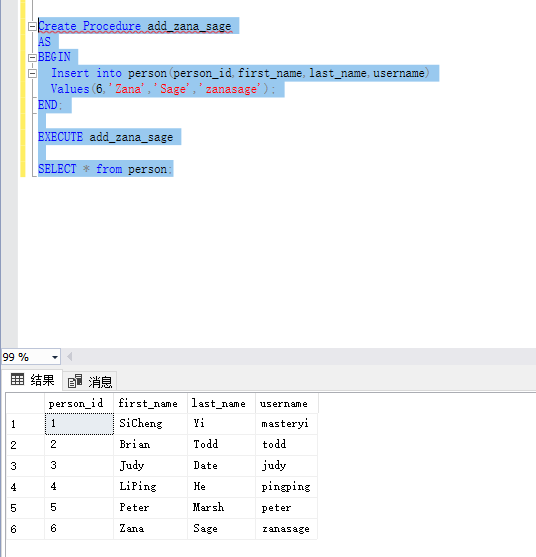 Create Procedure add_zana_sage
AS
BEGIN
Insert into person(person_id,first_name,last_name,username)
Values(6,'Zana','Sage','zanasage');
END;
EXECUTE add_zana_sage
SELECT * from person;
99 %
结果 消息
person_id first_name last_name username
1 1 SiCheng Yi masteryi
2 2 Brian Todd todd
3 3 Judy Date judy
4 4 LiPing He pingping
5 5 Peter Marsh peter
6 6 Zana Sage zanasage